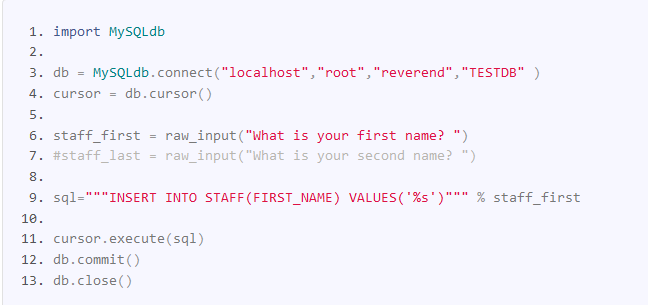 1. import MySQLdb
2.
3. db = MySQLdb.connect("localhost","root","reverend","TESTDB" )
4. cursor = db.cursor()
5.
6. staff_first = raw_input("What is your first name? ")
7. #staff_last = raw_input("What is your second name? ")
8.
9. sql="""INSERT INTO STAFF(FIRST_NAME) VALUES('%s')""" % staff_first
10.
11. cursor.execute(sql)
12. db.commit()
13. db.close()